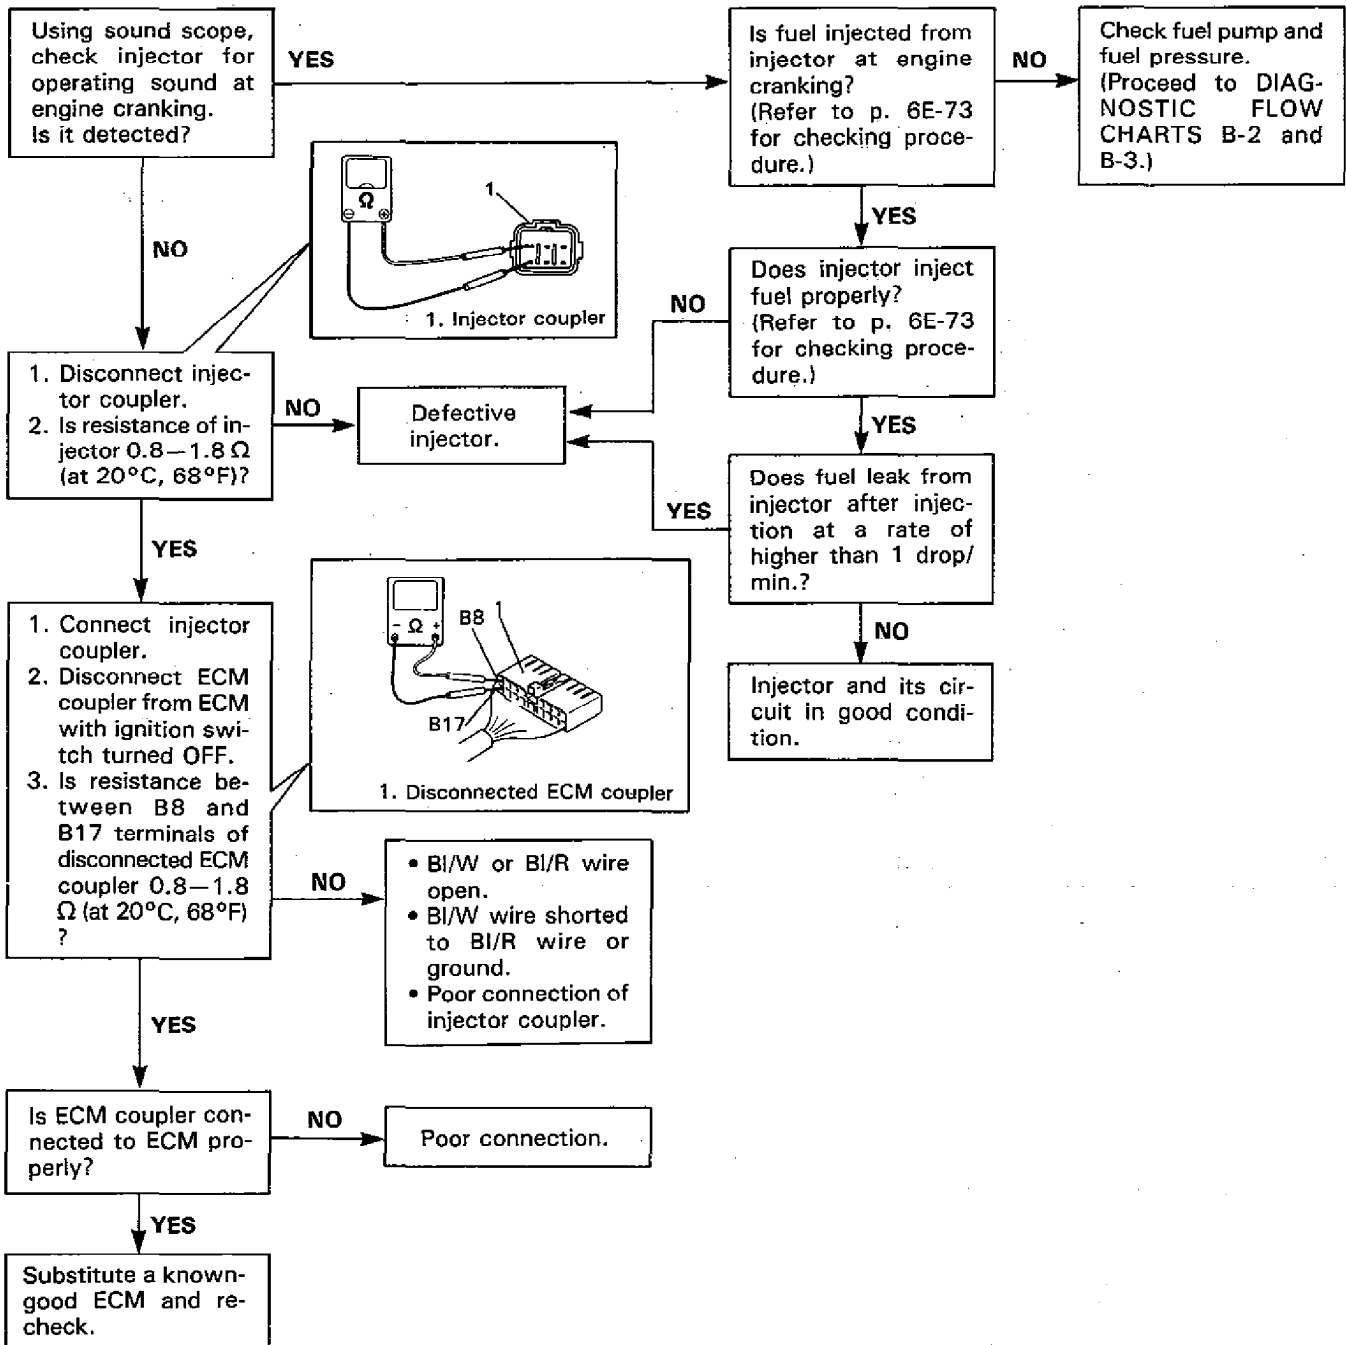 Using sound scope,
check injector for
operating sound at
engine cranking.
Is it detected?
YES
Is fuel injected from
injector at engine
cranking?
(Refer to p. 6E-73
for checking proce-
dure.)
NO
Check fuel pump and
fuel pressure.
(Proceed to DIAG-
NOSTIC FLOW
CHARTS B-2 and
B-3.)
NO
Ω
1
1. Injector coupler
YES
Does injector inject
fuel properly?
(Refer to p. 6E-73
for checking proce-
dure.)
NO
1. Disconnect injec-
tor coupler.
2. Is resistance of in-
jector 0.8—1.8 Ω
(at 20°C, 68°F)?
NO
Defective
injector.
YES
Does fuel leak from
injector after injec-
tion at a rate of
higher than 1 drop/
min.?
YES
YES
1. Connect injector
coupler.
2. Disconnect ECM
coupler from ECM
with ignition swi-
tch turned OFF.
3. Is resistance be-
tween B8 and
B17 terminals of
disconnected ECM
coupler 0.8—1.8
Ω (at 20°C, 68°F)
?
- Ω +
B8
1
B17
1. Disconnected ECM coupler
NO
Injector and its cir-
cuit in good condi-
tion.
NO
• Bl/W or Bl/R wire
open.
• Bl/W wire shorted
to Bl/R wire or
ground.
• Poor connection of
injector coupler.
YES
Is ECM coupler con-
nected to ECM pro-
perly?
NO
Poor connection.
YES
Substitute a known-
good ECM and re-
check.